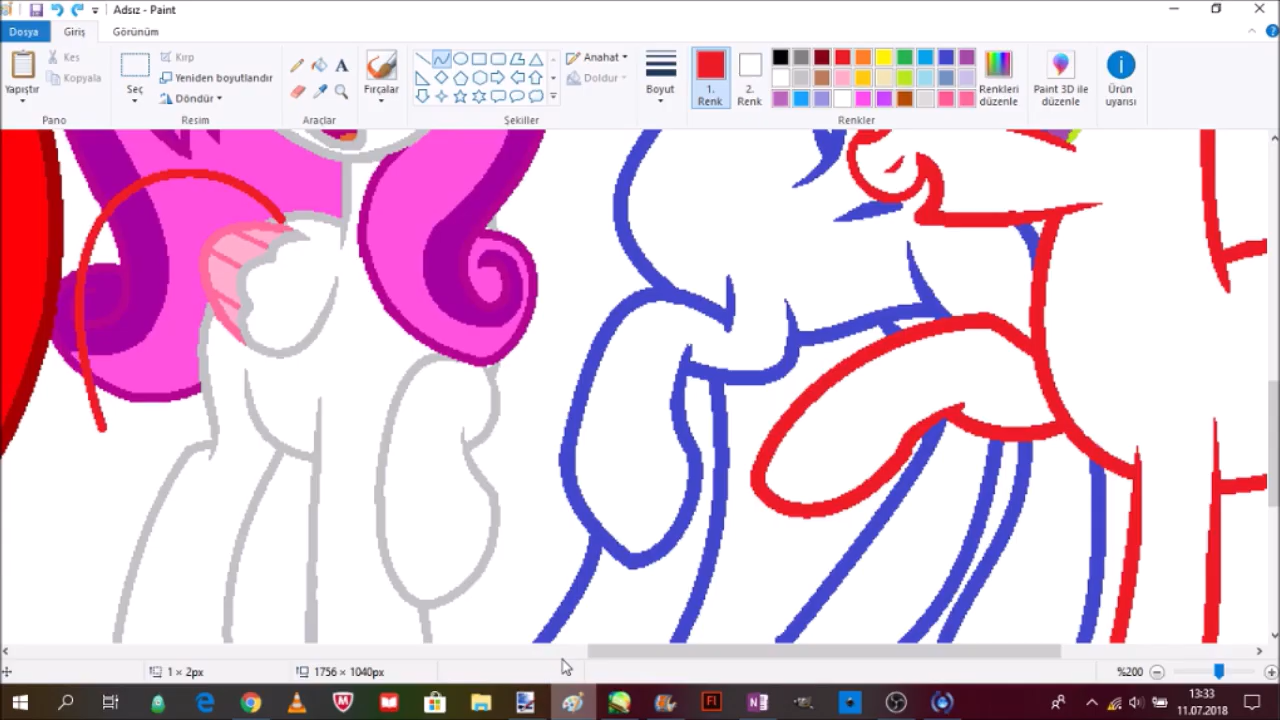 Adsız - Paint
Dosya Giriş Görünüm
Yapıştır
Kes
Kopyala
Pano
Seç
Kırp
Yeniden boyutlandır
Döndür
Resim
A
Araçlar
Fırçalar
Anahat
Doldur
Şekiller
Boyut
1. Renk
2. Renk
Renkleri düzenle
Renkler
Paint 3D ile düzenle
Ürün uyarısı
1 × 2px
1756 × 1040px
%200
13:33
11.07.2018